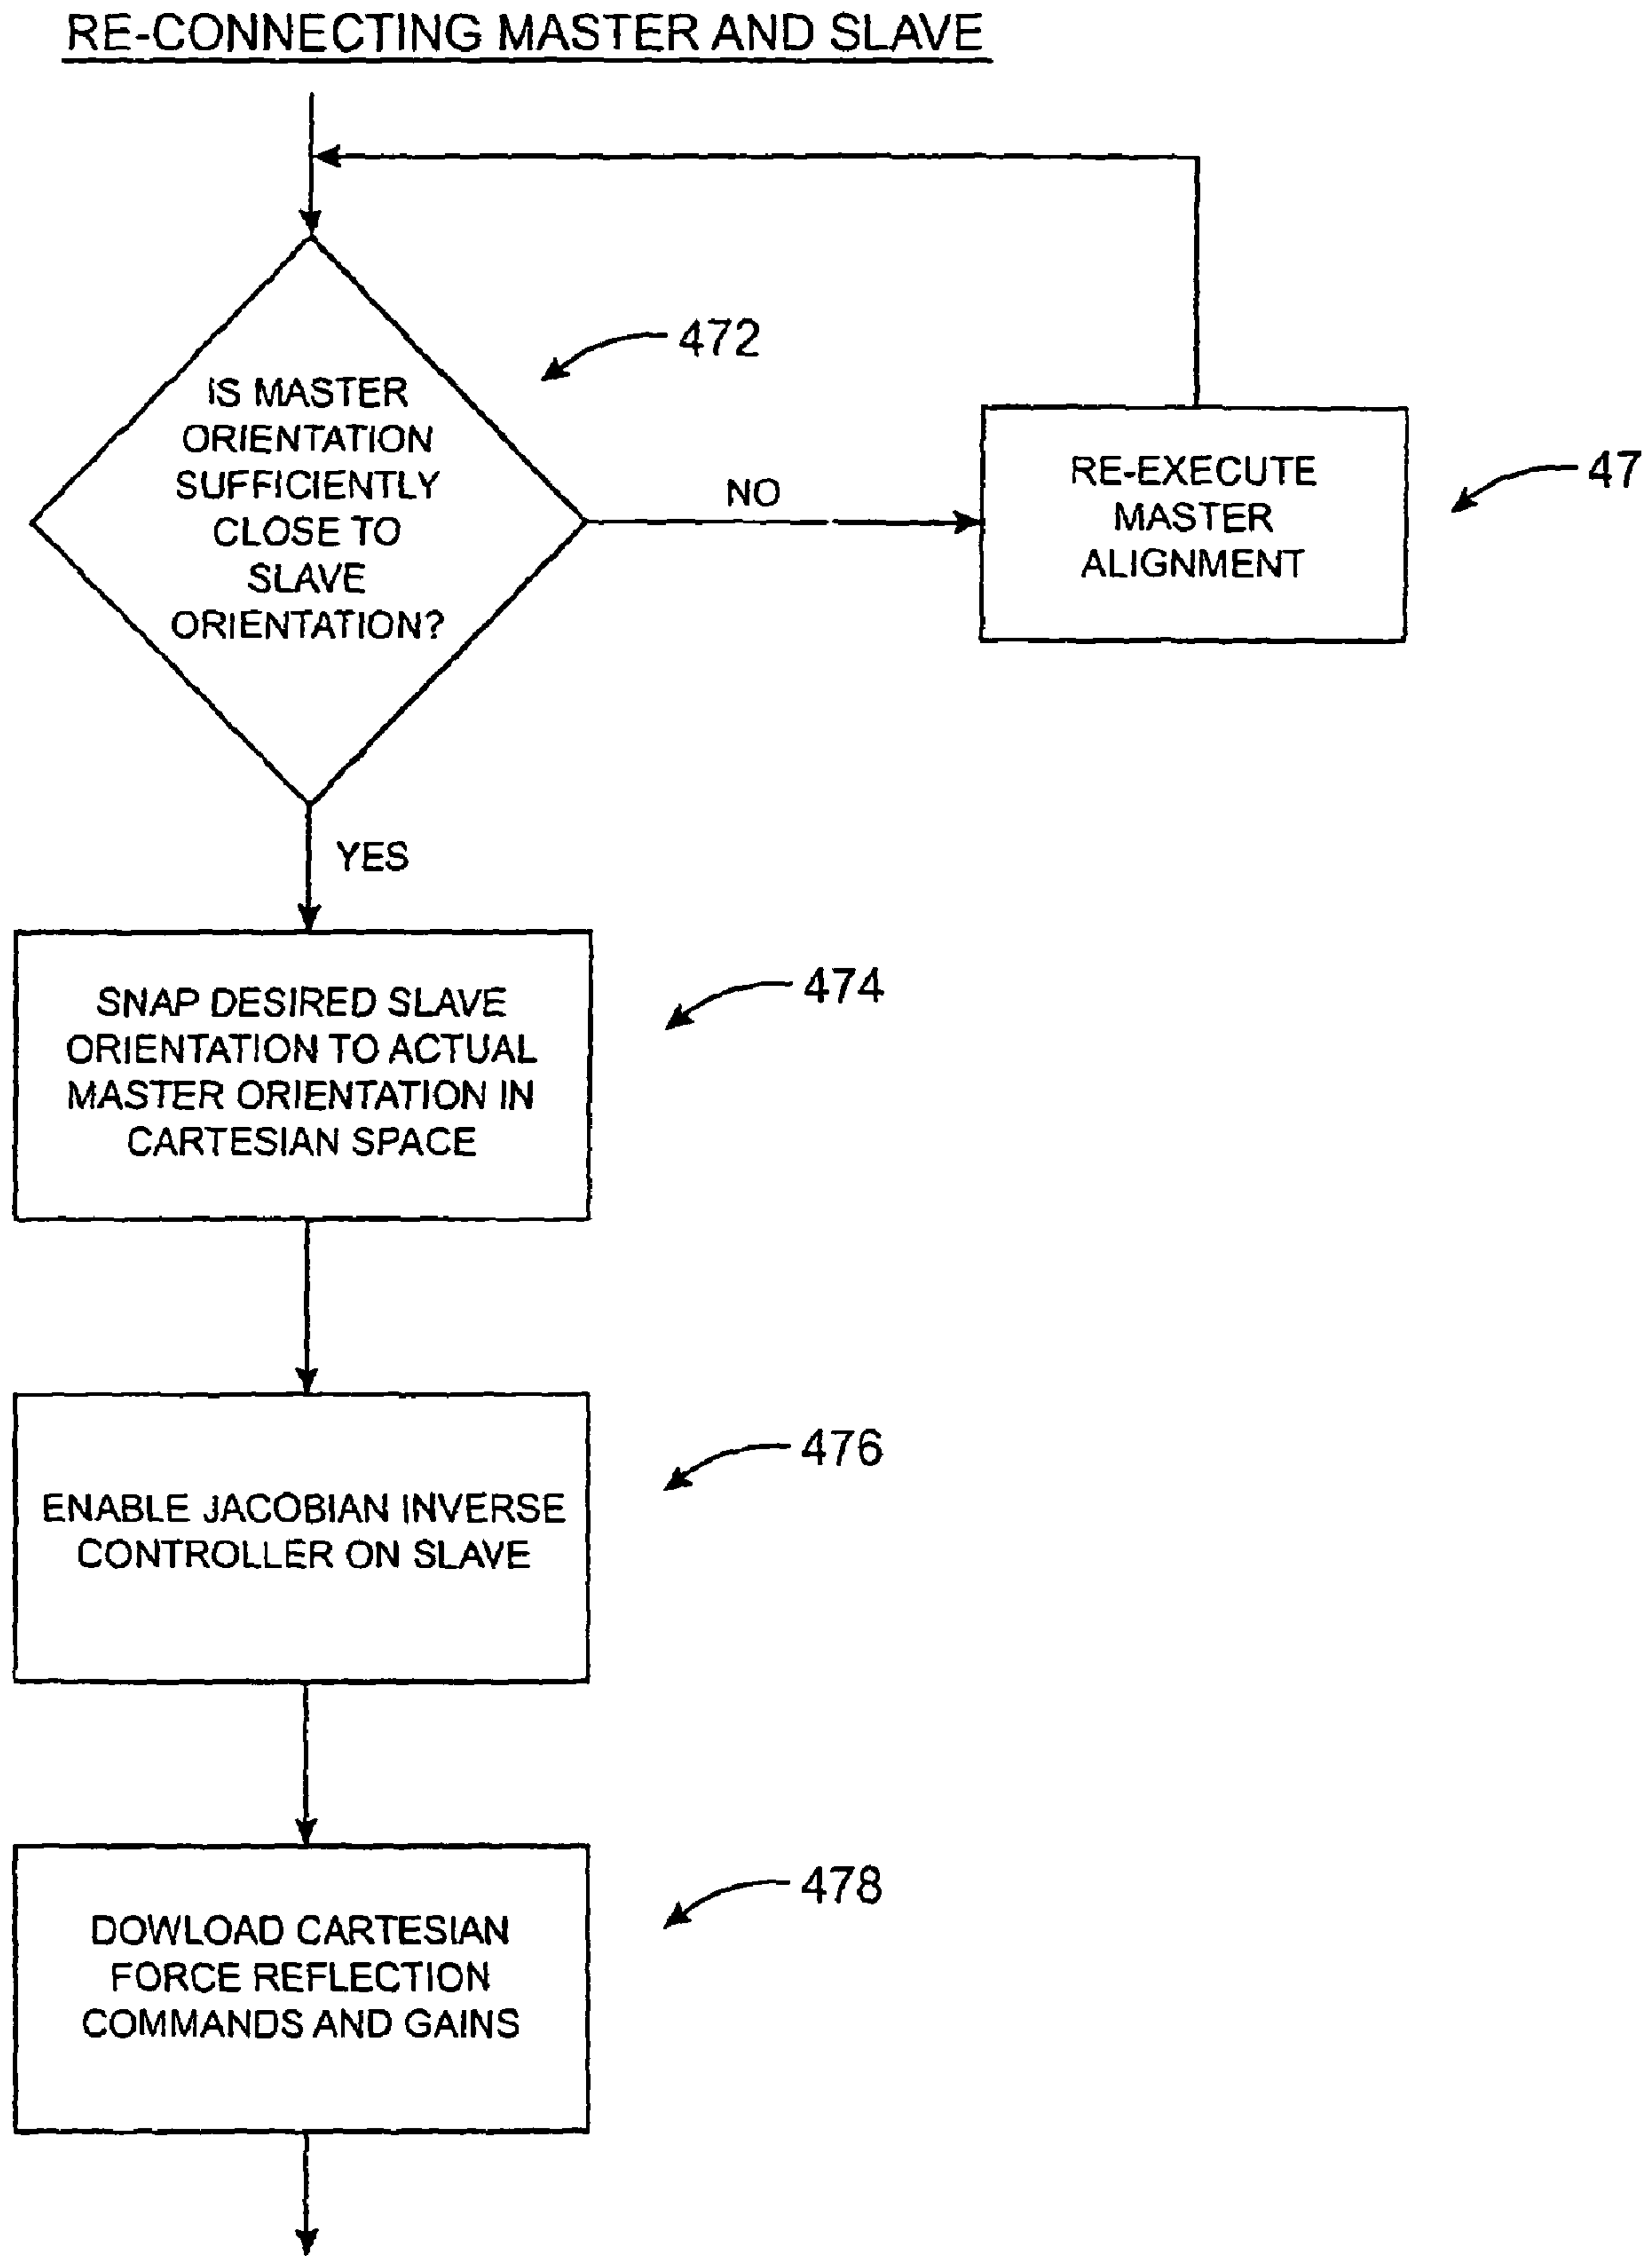 RE-CONNECTING MASTER AND SLAVE
472
IS MASTER
ORIENTATION
SUFFICIENTLY
CLOSE TO
SLAVE
ORIENTATION?
NO
RE-EXECUTE
MASTER
ALIGNMENT
47
YES
SNAP DESIRED SLAVE
ORIENTATION TO ACTUAL
MASTER ORIENTATION IN
CARTESIAN SPACE
474
ENABLE JACOBIAN INVERSE
CONTROLLER ON SLAVE
476
DOWLOAD CARTESIAN
FORCE REFLECTION
COMMANDS AND GAINS
478